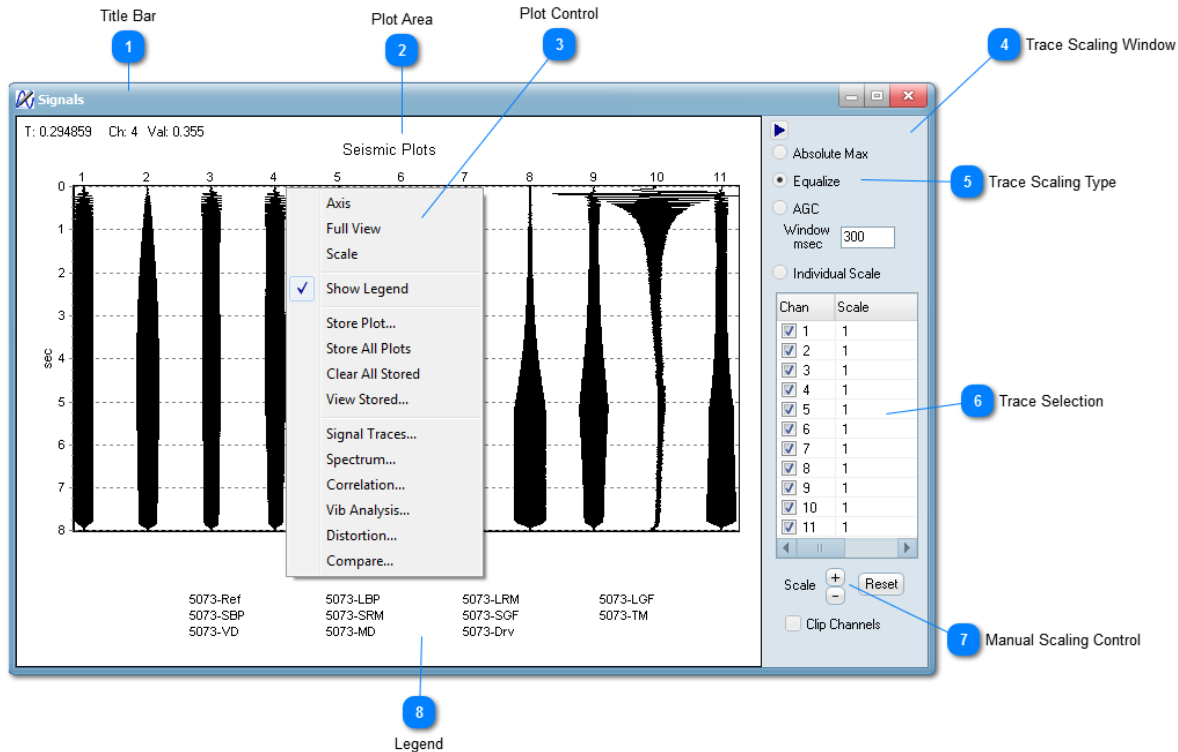 Title Bar
1
Plot Area
2
Plot Control
3
4
Trace Scaling Window
Signals
T: 0.294859 Ch: 4 Val: 0.355
Seismic Plots
1 2 3 4 5 6 7 8 9 10 11
0
1
2
3
4
5
6
7
8
sec
Axis
Full View
Scale
Show Legend
Store Plot...
Store All Plots
Clear All Stored
View Stored...
Signal Traces...
Spectrum...
Correlation...
Vib Analysis...
Distortion...
Compare...
5073-Ref 5073-LBP 5073-LRM 5073-LGF
5073-SBP 5073-SRM 5073-SGF 5073-TM
5073-VD 5073-MD 5073-Drv
Absolute Max
Equalize
5
Trace Scaling Type
AGC
Window
msec
300
Individual Scale
Chan Scale
1 1
2 1
3 1
4 1
5 1
6 1
7 1
8 1
9 1
10 1
11 1
6
Trace Selection
Scale + Reset
-
Clip Channels
7
Manual Scaling Control
8
Legend